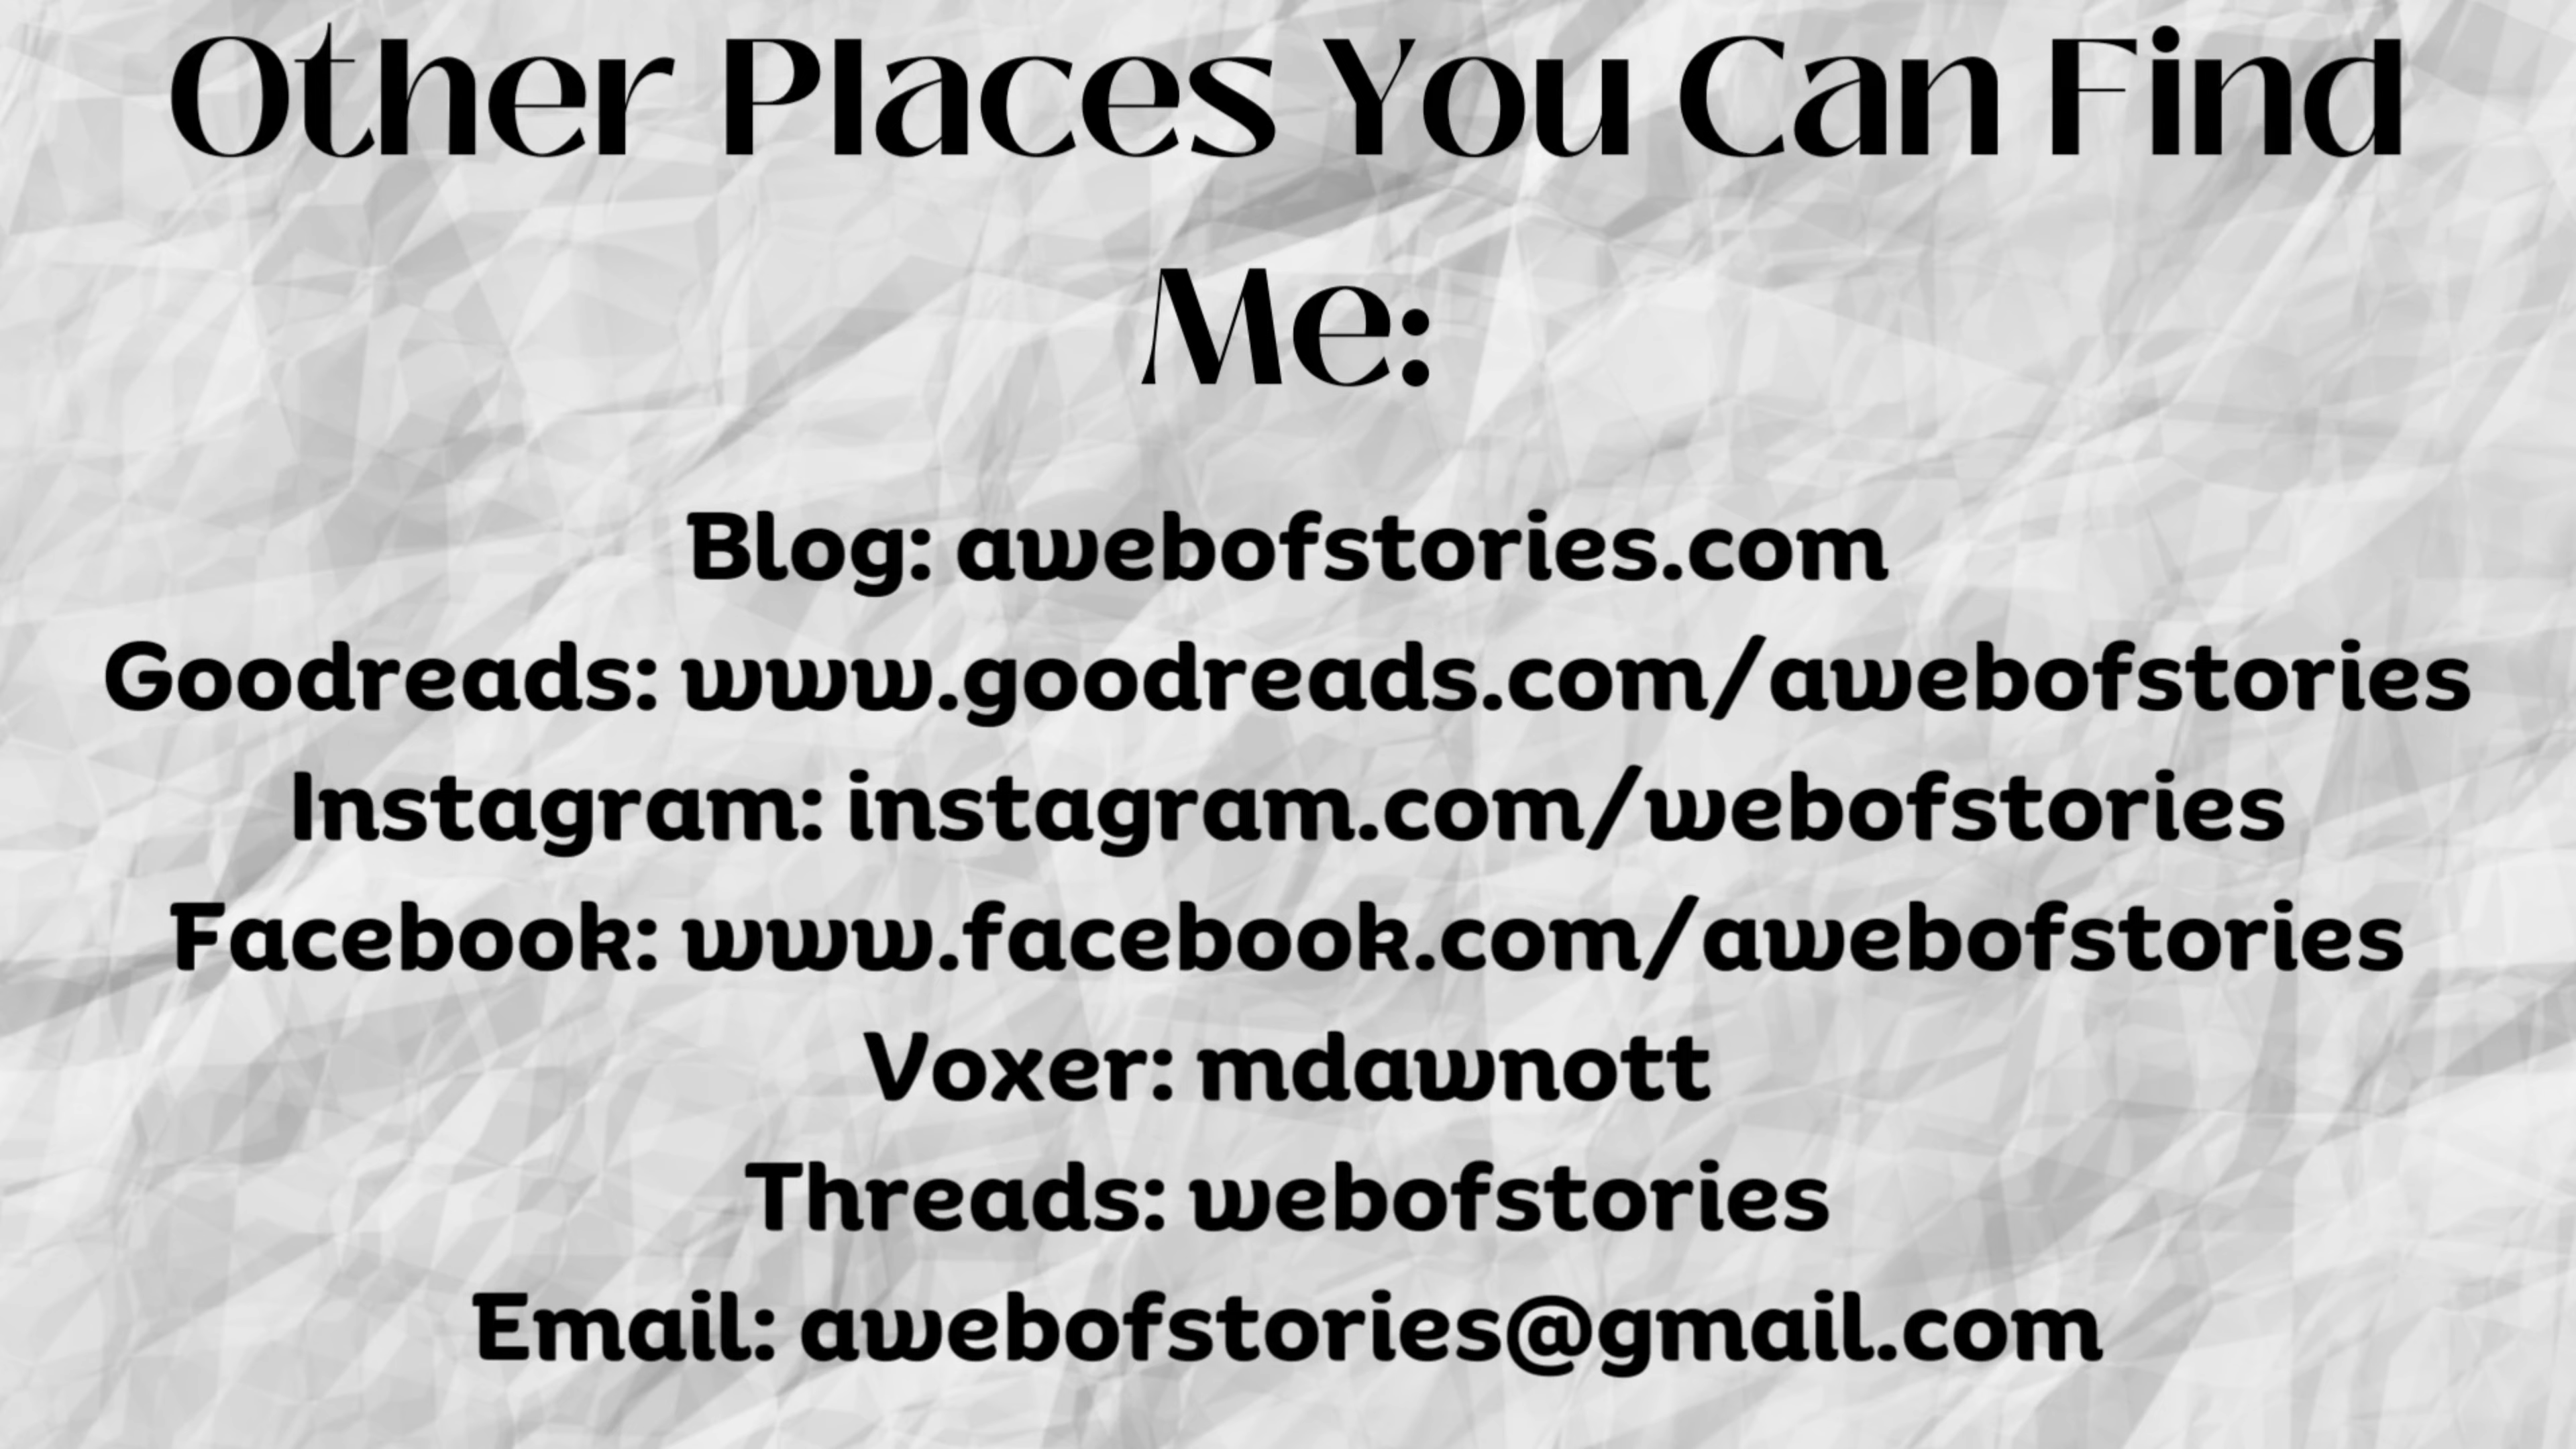 Other Places You Can Find
Me:
Blog: awebofstories.com
Goodreads: www.goodreads.com/awebofstories
Instagram: instagram.com/webofstories
Facebook: www.facebook.com/awebofstories
Voxer: mdawnott
Threads: webofstories
Email: awebofstories@gmail.com